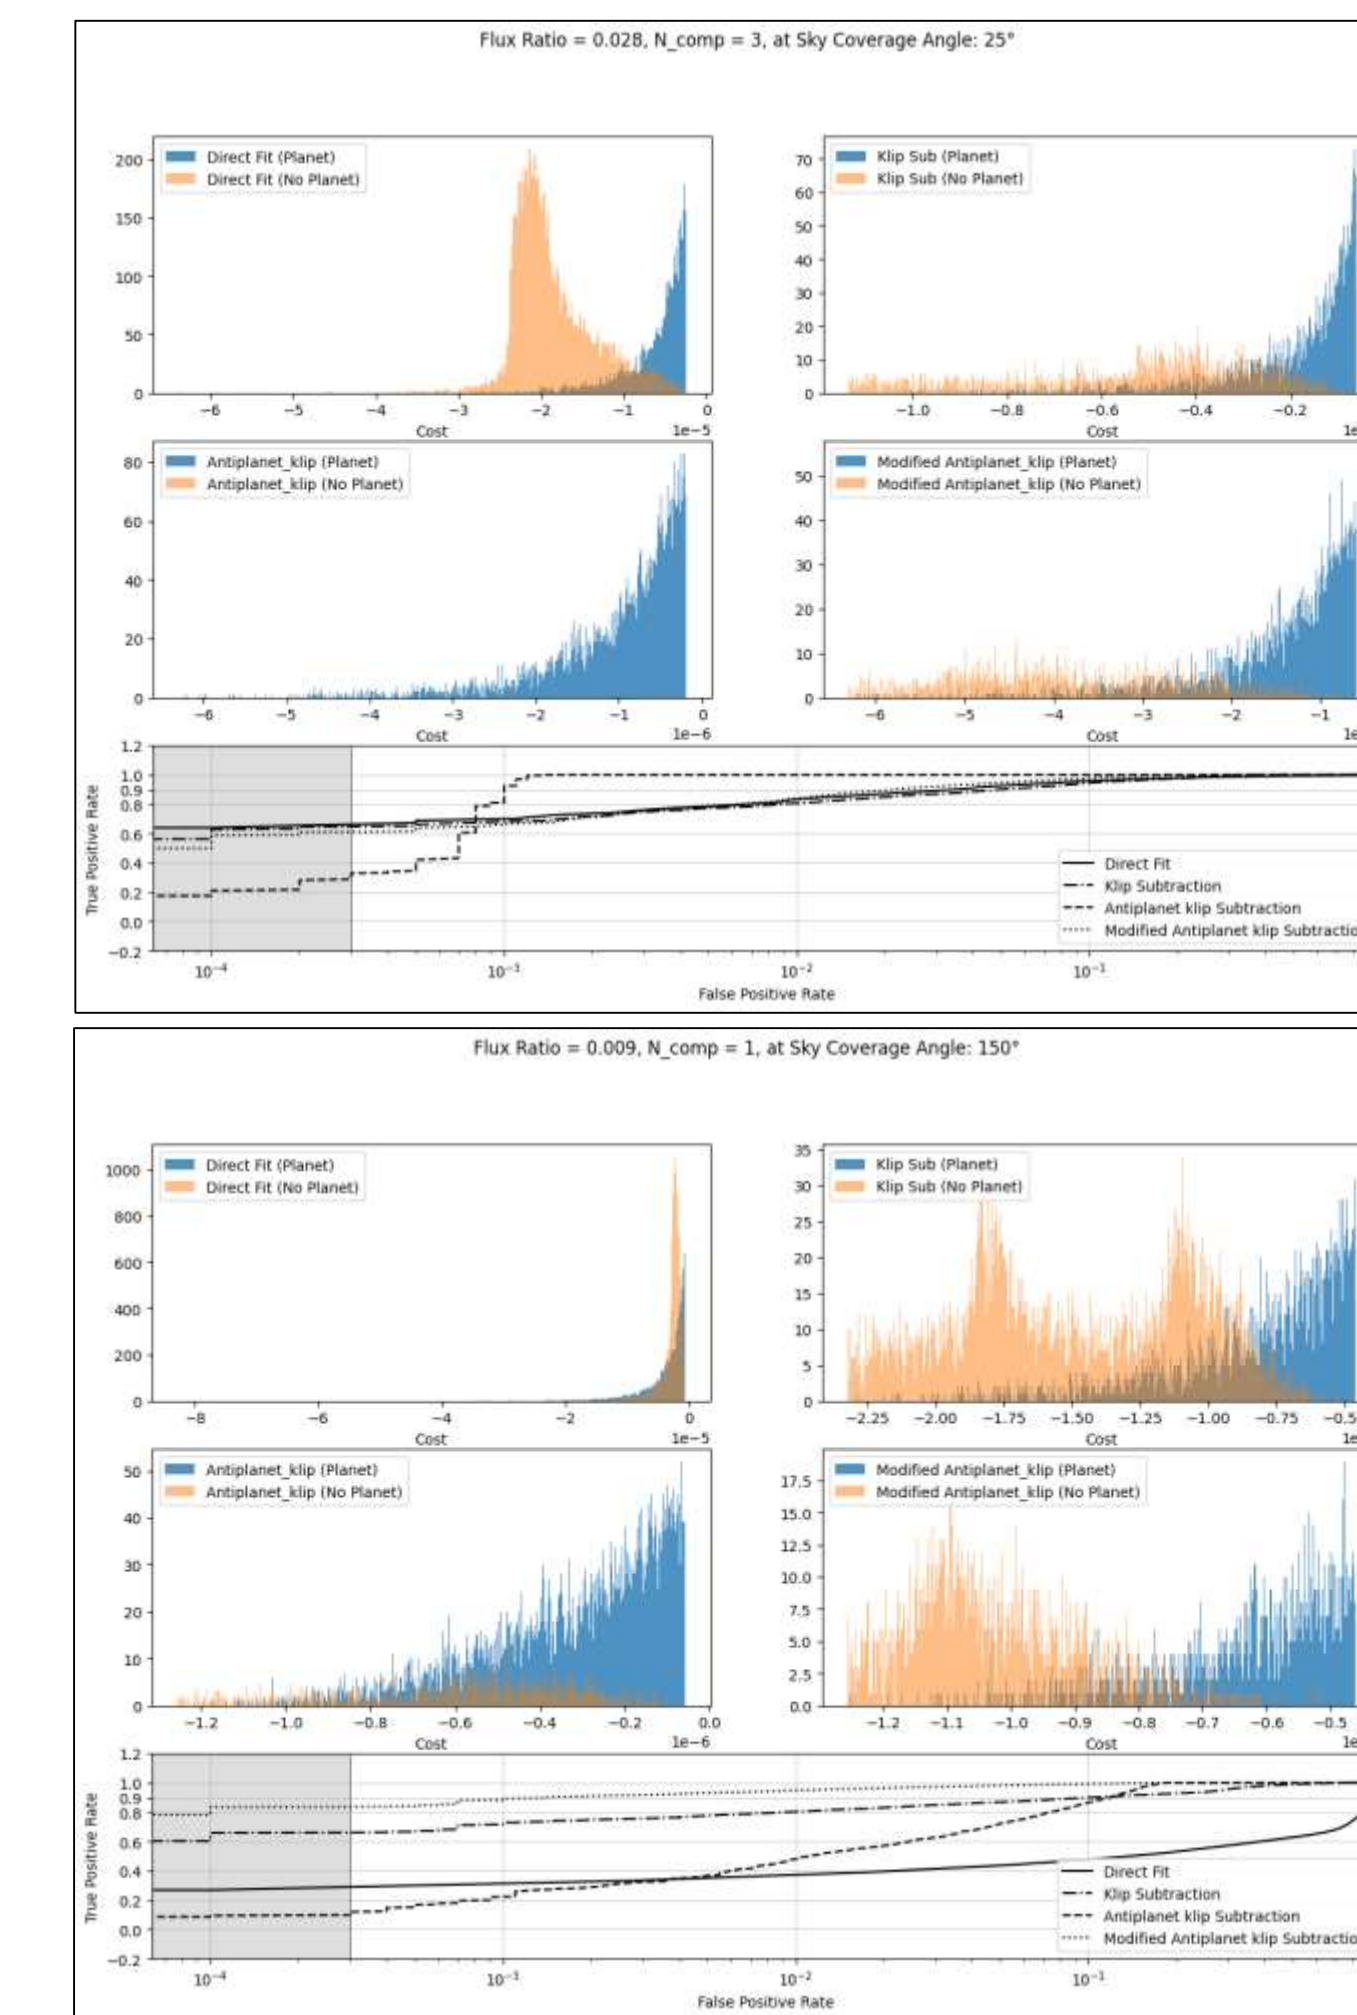 Flux Ratio = 0.028, N_comp = 3, at Sky Coverage Angle: 25°
Direct Fit (Planet)
Direct Fit (No Planet)
200
150
100
50
0
−6 −5 −4 −3 −2 −1 0
Cost
1e−5
Klip Sub (Planet)
Klip Sub (No Planet)
70
60
50
40
30
20
10
0
−1.0 −0.8 −0.6 −0.4 −0.2
Cost
1e
Antiplanet_klip (Planet)
Antiplanet_klip (No Planet)
80
60
40
20
0
−6 −5 −4 −3 −2 −1 0
Cost
1e−6
Modified Antiplanet_klip (Planet)
Modified Antiplanet_klip (No Planet)
50
40
30
20
10
0
−6 −5 −4 −3 −2 −1
Cost
1e
True Positive Rate
1.2
1.0
0.9
0.8
0.6
0.4
0.2
0.0
−0.2
Direct Fit
Klip Subtraction
Antiplanet klip Subtraction
Modified Antiplanet klip Subtractio
10−4 10−3 10−2 10−1
False Positive Rate
Flux Ratio = 0.009, N_comp = 1, at Sky Coverage Angle: 150°
Direct Fit (Planet)
Direct Fit (No Planet)
1000
800
600
400
200
0
−8 −6 −4 −2 0
Cost
1e−5
Klip Sub (Planet)
Klip Sub (No Planet)
35
30
25
20
15
10
5
0
−2.25 −2.00 −1.75 −1.50 −1.25 −1.00 −0.75 −0.5
Cost
1e
Antiplanet_klip (Planet)
Antiplanet_klip (No Planet)
50
40
30
20
10
0
−1.2 −1.0 −0.8 −0.6 −0.4 −0.2 0.0
Cost
1e−6
Modified Antiplanet_klip (Planet)
Modified Antiplanet_klip (No Planet)
17.5
15.0
12.5
10.0
7.5
5.0
2.5
0.0
−1.2 −1.1 −1.0 −0.9 −0.8 −0.7 −0.6 −0.5
Cost
1e
True Positive Rate
1.2
1.0
0.9
0.8
0.6
0.4
0.2
0.0
−0.2
Direct Fit
Klip Subtraction
Antiplanet klip Subtraction
Modified Antiplanet klip Subtractio
10−4 10−3 10−2 10−1
False Positive Rate